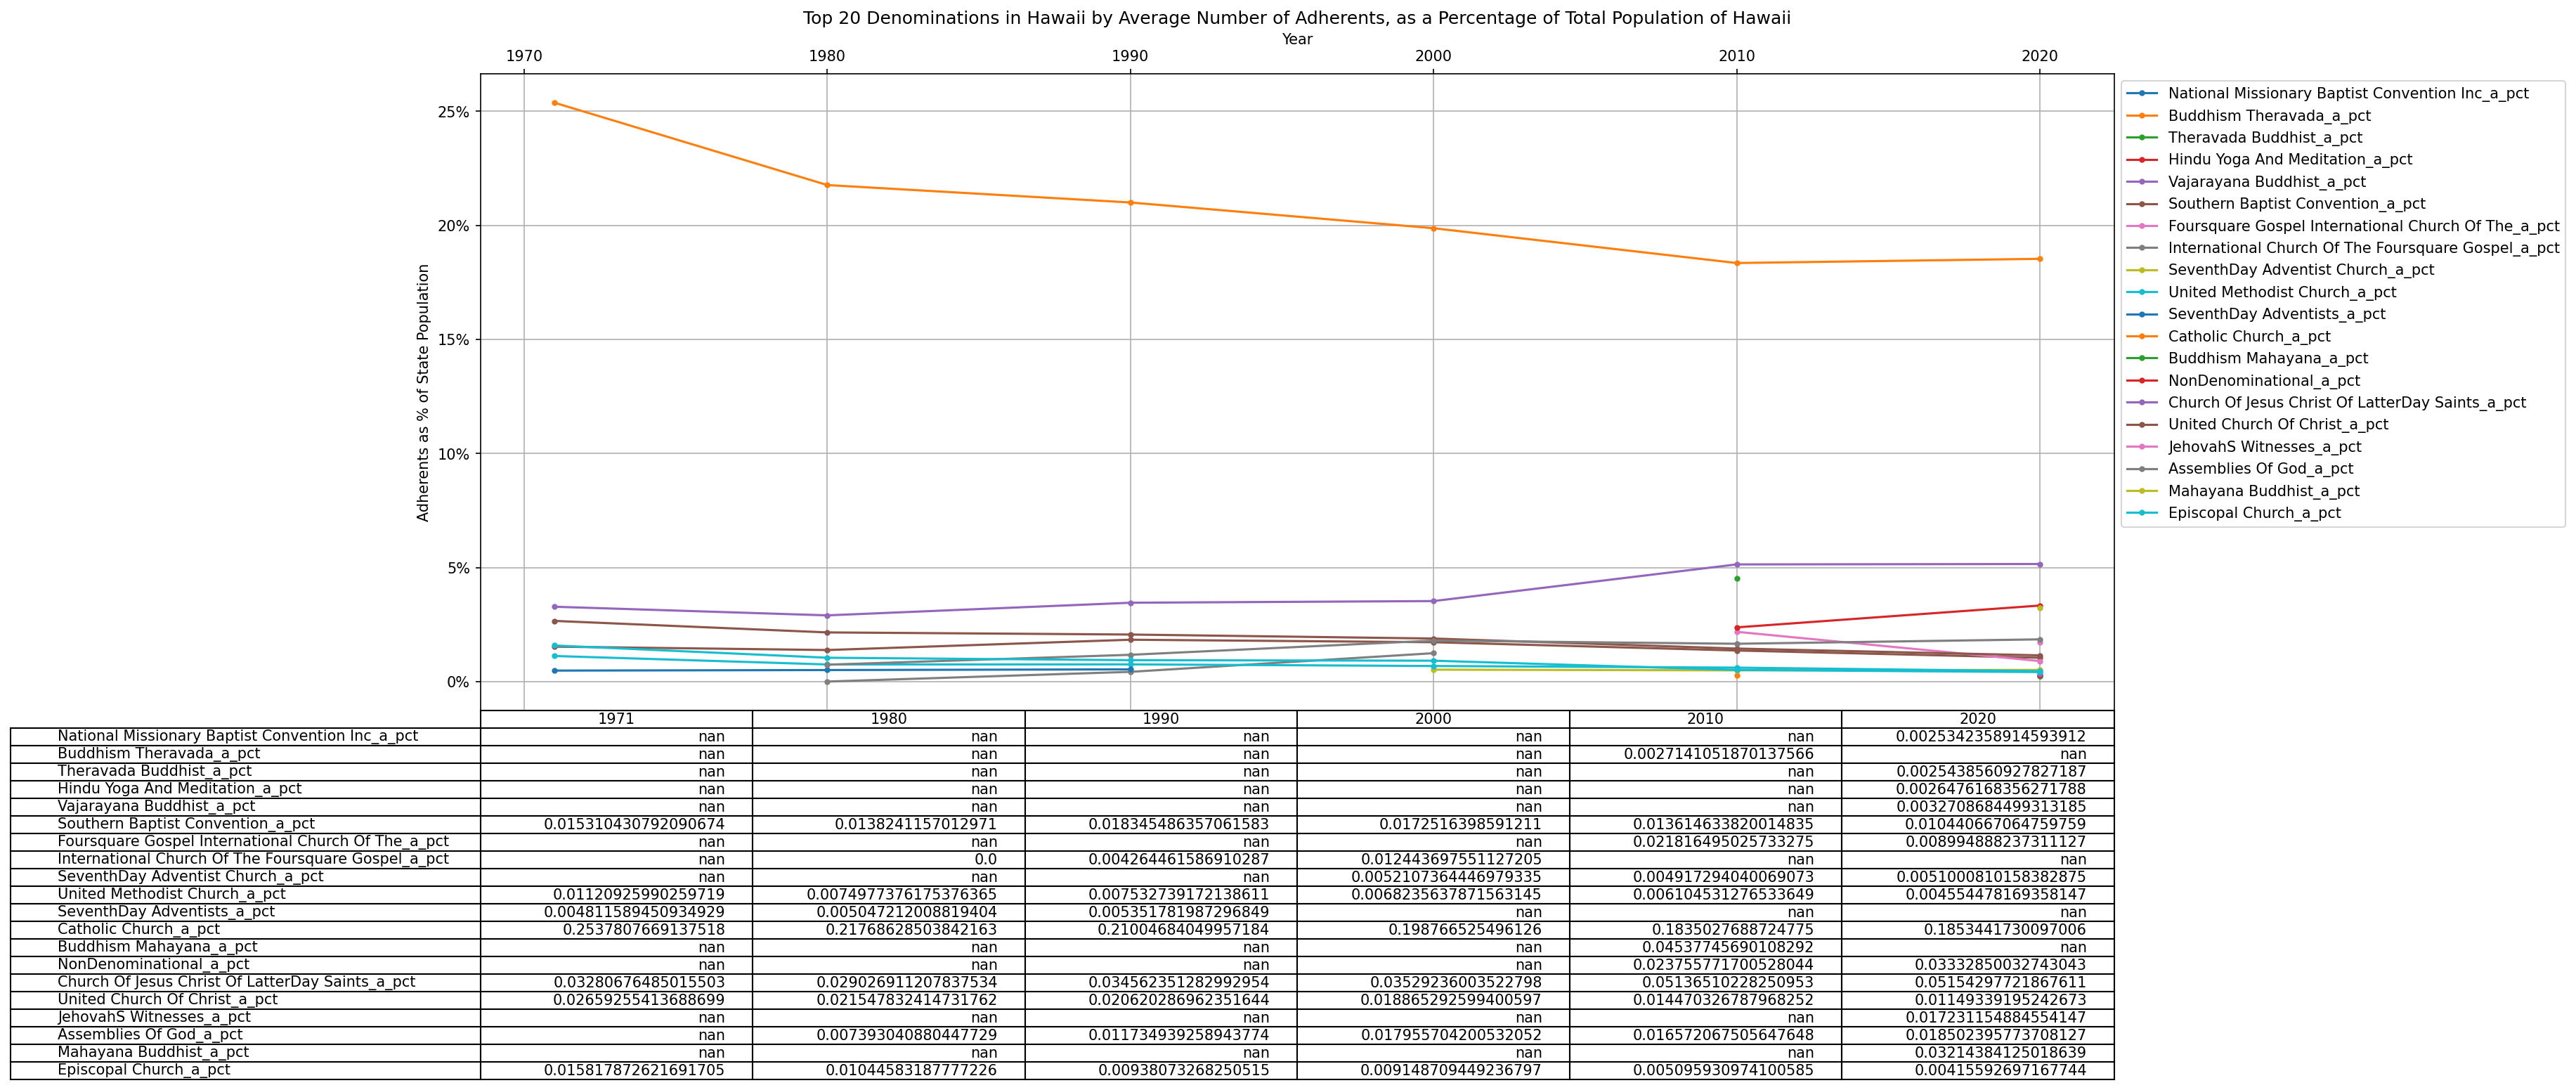 Top 20 Denominations in Hawaii by Average Number of Adherents, as a Percentage of Total Population of Hawaii
Year
1970 1980 1990 2000 2010 2020
25%
20%
15%
10%
5%
0%
Adherents as % of State Population
National Missionary Baptist Convention Inc_a_pct
Buddhism Theravada_a_pct
Theravada Buddhist_a_pct
Hindu Yoga And Meditation_a_pct
Vajarayana Buddhist_a_pct
Southern Baptist Convention_a_pct
Foursquare Gospel International Church Of The_a_pct
International Church Of The Foursquare Gospel_a_pct
SeventhDay Adventist Church_a_pct
United Methodist Church_a_pct
SeventhDay Adventists_a_pct
Catholic Church_a_pct
Buddhism Mahayana_a_pct
NonDenominational_a_pct
Church Of Jesus Christ Of LatterDay Saints_a_pct
United Church Of Christ_a_pct
JehovahS Witnesses_a_pct
Assemblies Of God_a_pct
Mahayana Buddhist_a_pct
Episcopal Church_a_pct
1971 1980 1990 2000 2010 2020
National Missionary Baptist Convention Inc_a_pct nan nan nan nan nan 0.0025342358914593912
Buddhism Theravada_a_pct nan nan nan nan 0.0027141051870137566 nan
Theravada Buddhist_a_pct nan nan nan nan nan 0.0025438560927827187
Hindu Yoga And Meditation_a_pct nan nan nan nan nan 0.0026476168356271788
Vajarayana Buddhist_a_pct nan nan nan nan nan 0.0032708684499313185
Southern Baptist Convention_a_pct 0.015310430792090674 0.0138241157012971 0.018345486357061583 0.0172516398591211 0.013614633820014835 0.010440667064759759
Foursquare Gospel International Church Of The_a_pct nan nan nan nan 0.021816495025733275 0.008994888237311127
International Church Of The Foursquare Gospel_a_pct nan 0.0 0.004264461586910287 0.012443697551127205 nan nan
SeventhDay Adventist Church_a_pct nan nan nan 0.0052107364446979335 0.004917294040069073 0.0051000810158382875
United Methodist Church_a_pct 0.01120925990259719 0.0074977376175376365 0.007532739172138611 0.0068235637871563145 0.006104531276533649 0.004554478169358147
SeventhDay Adventists_a_pct 0.004811589450934929 0.005047212008819404 0.005351781987296849 nan nan nan
Catholic Church_a_pct 0.2537807669137518 0.21768628503842163 0.21004684049957184 0.198766525496126 0.1835027688724775 0.1853441730097006
Buddhism Mahayana_a_pct nan nan nan nan 0.04537745690108292 nan
NonDenominational_a_pct nan nan nan nan 0.023755771700528044 0.03332850032743043
Church Of Jesus Christ Of LatterDay Saints_a_pct 0.03280676485015503 0.029026911207837534 0.034562351282992954 0.03529236003522798 0.05136510228250953 0.05154297721867611
United Church Of Christ_a_pct 0.02659255413688699 0.021547832414731762 0.020620286962351644 0.018865292599400597 0.014470326787968252 0.01149339195242673
JehovahS Witnesses_a_pct nan nan nan nan nan 0.017231154884554147
Assemblies Of God_a_pct nan 0.007393040880447729 0.011734939258943774 0.017955704200532052 0.016572067505647648 0.018502395773708127
Mahayana Buddhist_a_pct nan nan nan nan nan 0.03214384125018639
Episcopal Church_a_pct 0.015817872621691705 0.01044583187777226 0.00938073268250515 0.009148709449236797 0.005095930974100585 0.00415592697167744